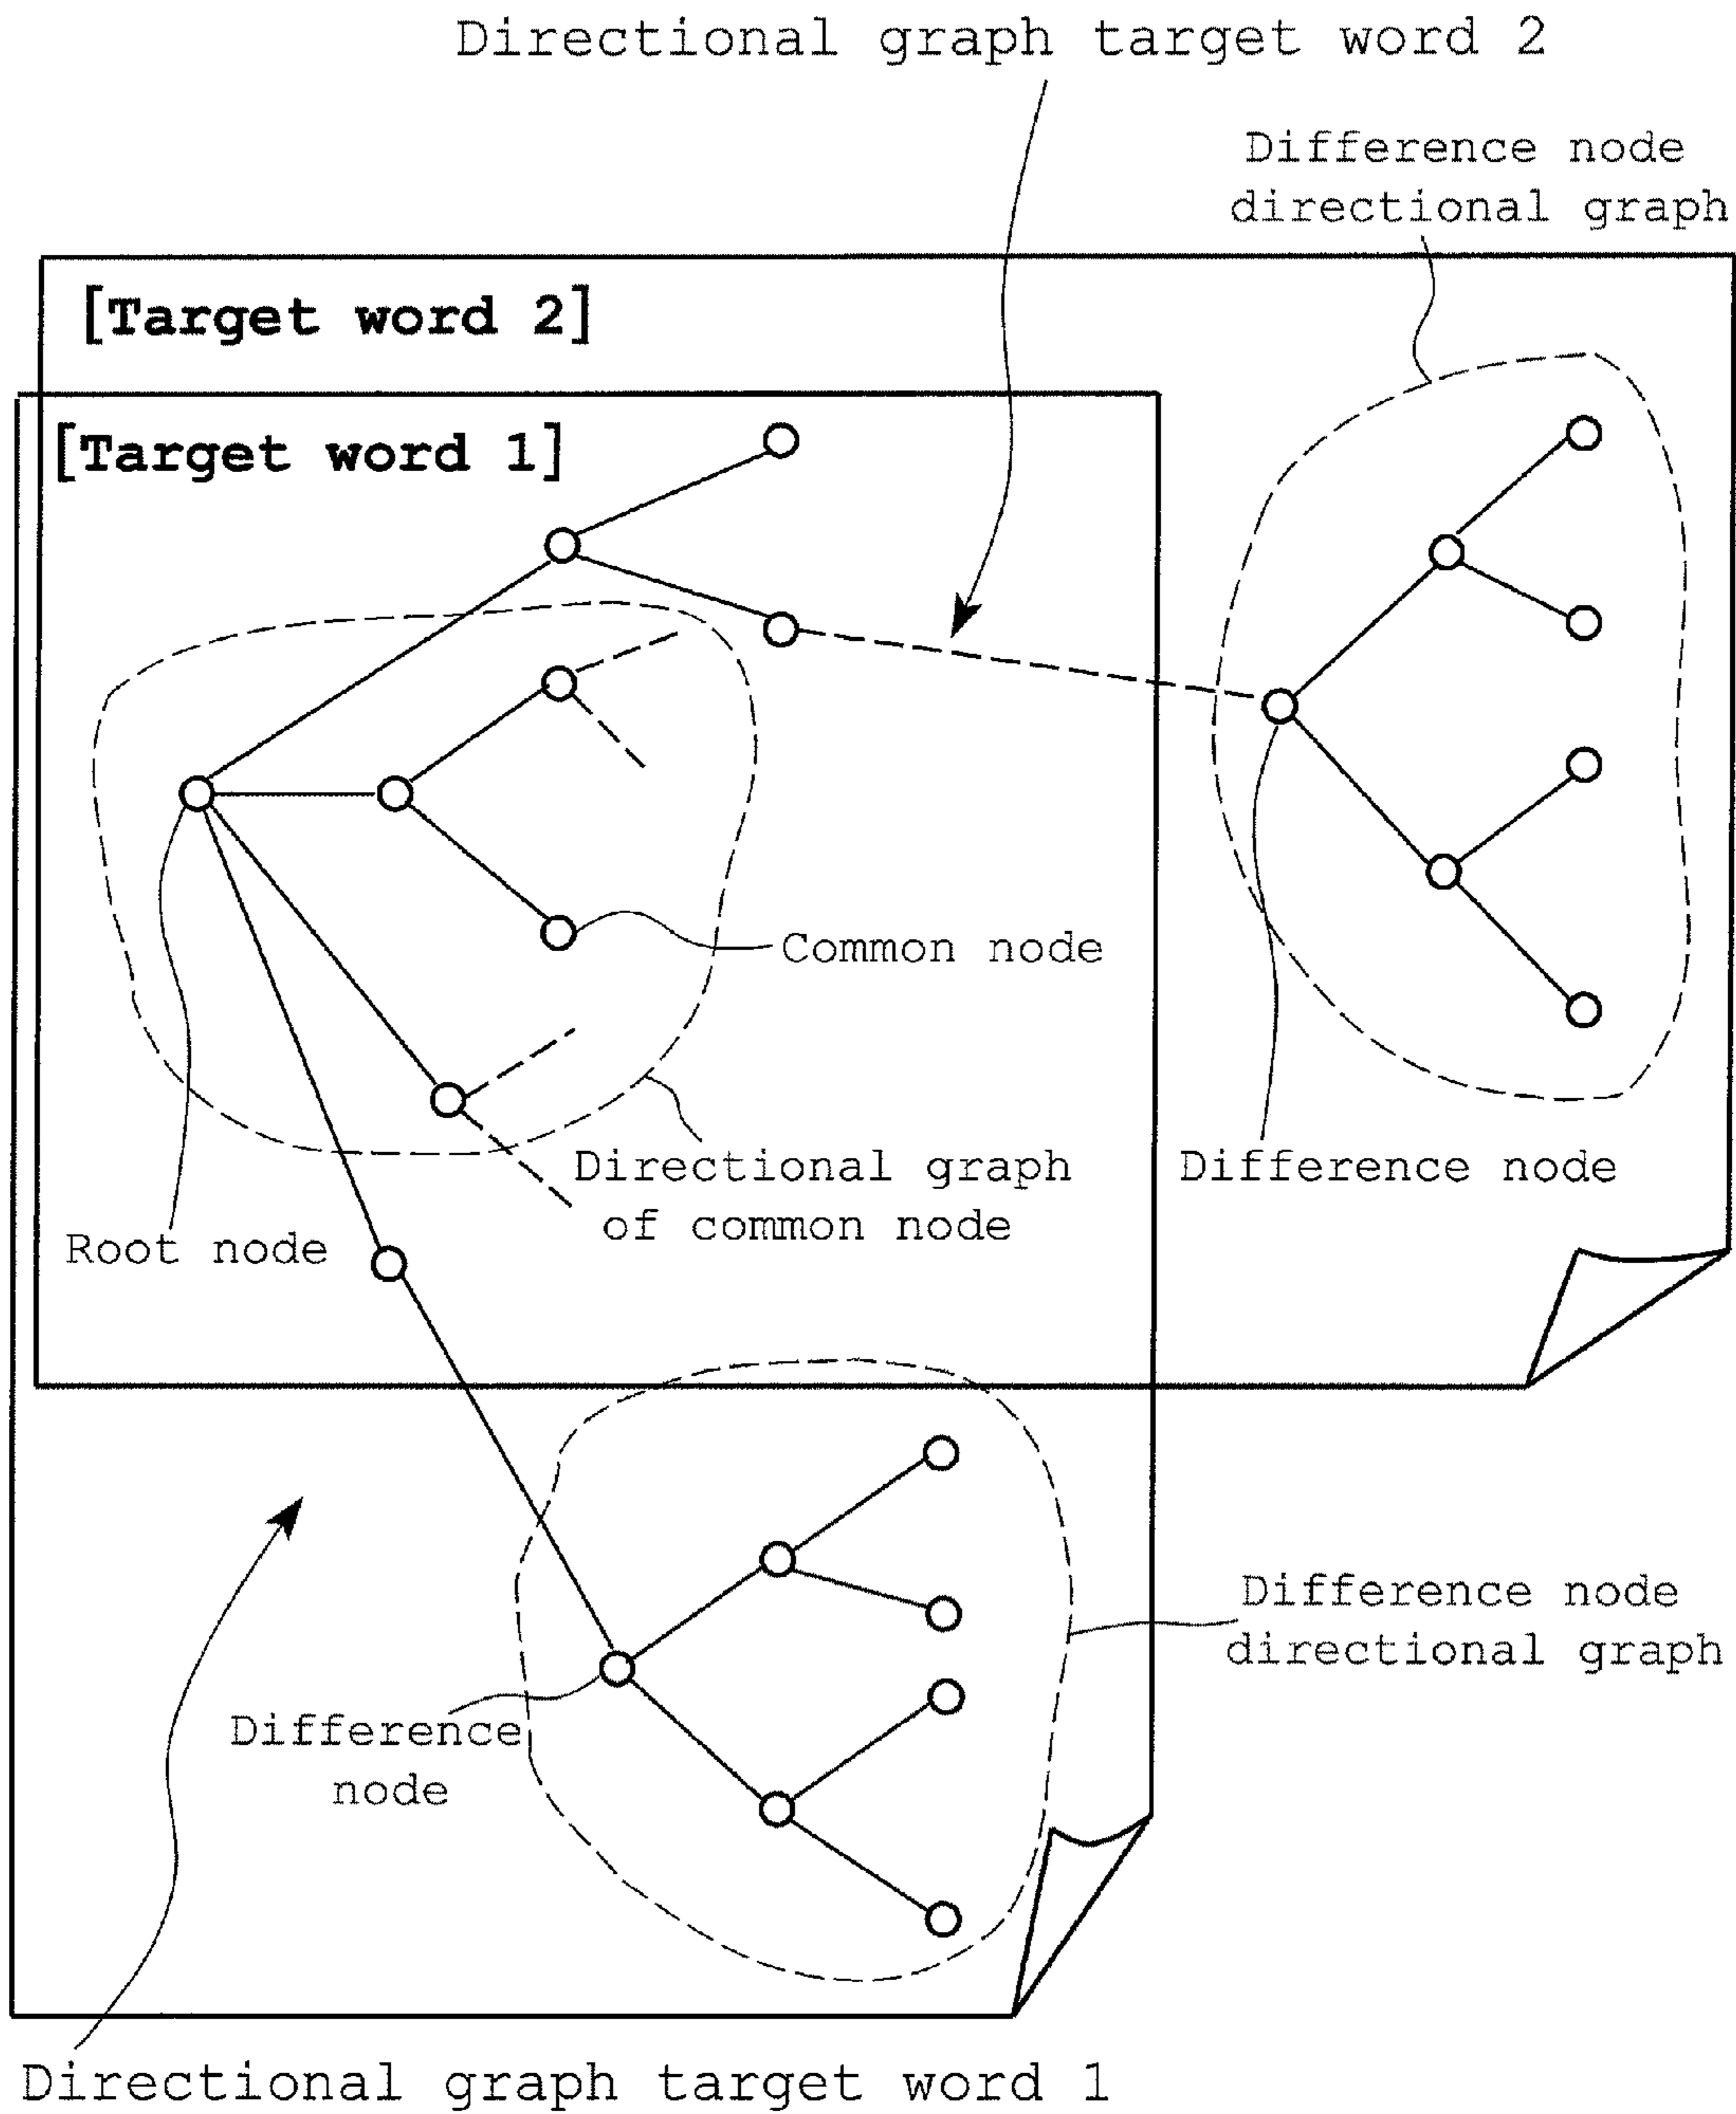 Directional graph target word 2
Difference node
directional graph
[Target word 2]
[Target word 1]
Common node
Directional graph
of common node
Difference node
Root node
Difference node
directional graph
Difference
node
Directional graph target word 1